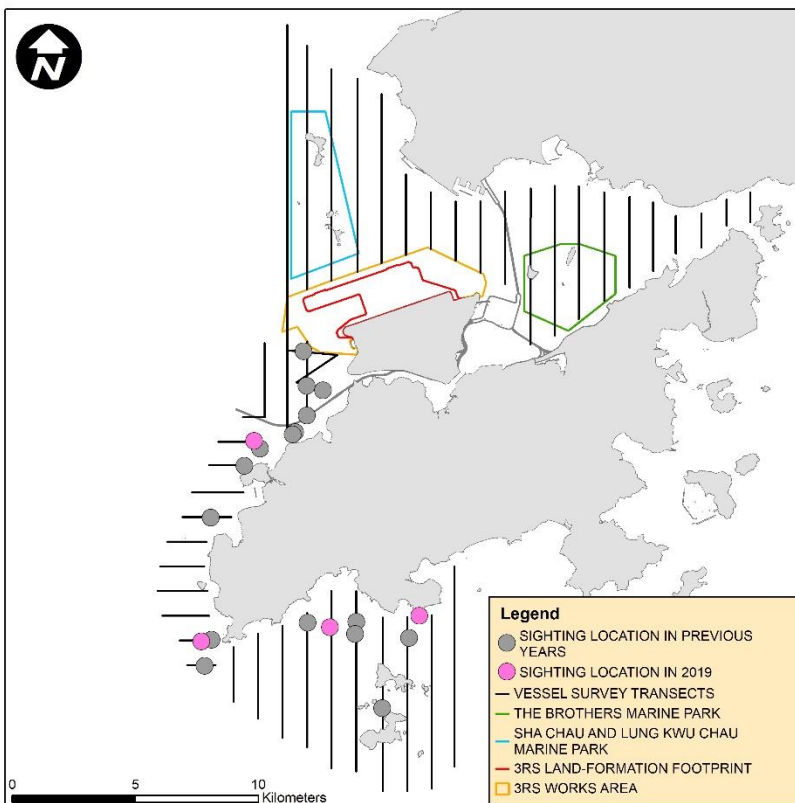 N
Legend
SIGHTING LOCATION IN PREVIOUS
YEARS
SIGHTING LOCATION IN 2019
VESSEL SURVEY TRANSECTS
THE BROTHERS MARINE PARK
SHA CHAU AND LUNG KWU CHAU
MARINE PARK
3RS LAND-FORMATION FOOTPRINT
3RS WORKS AREA
0 5 10
Kilometers